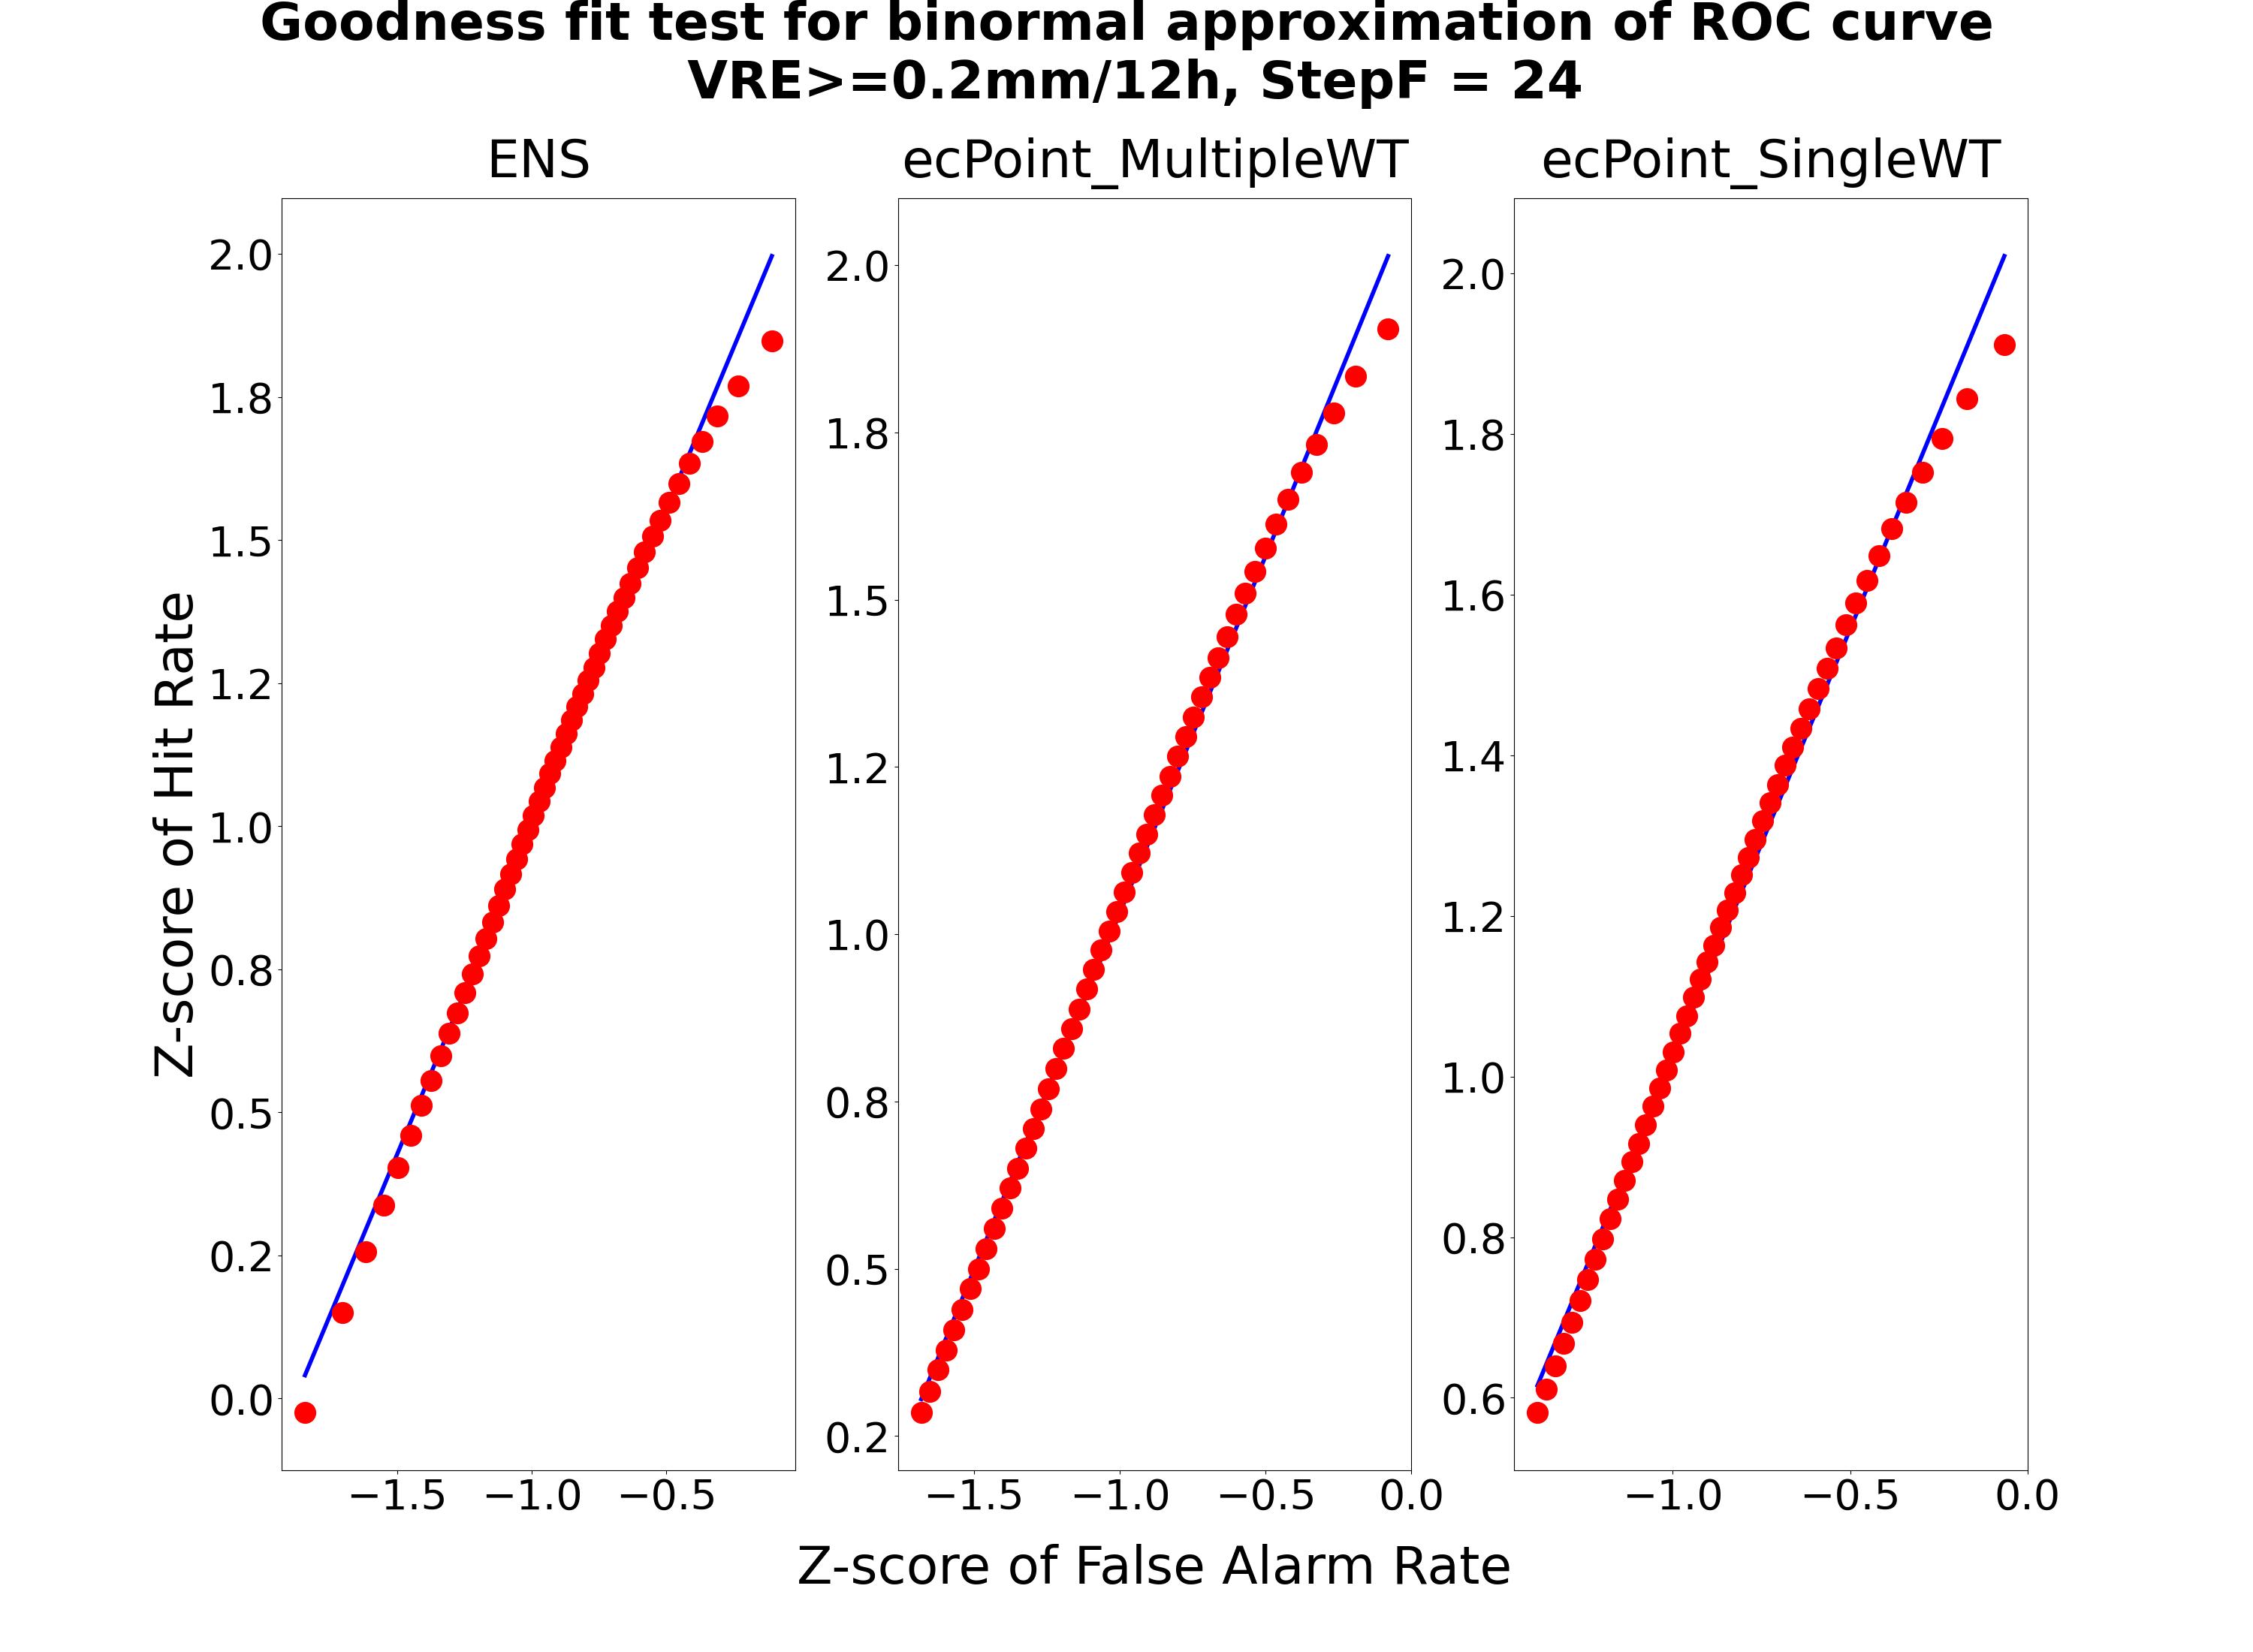 Goodness fit test for binormal approximation of ROC curve
VRE>=0.2mm/12h, StepF = 24
ENS
ecPoint_MultipleWT
ecPoint_SingleWT
Z-score of Hit Rate
2.0
1.8
1.5
1.2
1.0
0.8
0.5
0.2
0.0
−1.5 −1.0 −0.5
2.0
1.8
1.5
1.2
1.0
0.8
0.5
0.2
−1.5 −1.0 −0.5 0.0
2.0
1.8
1.6
1.4
1.2
1.0
0.8
0.6
−1.0 −0.5 0.0
Z-score of False Alarm Rate